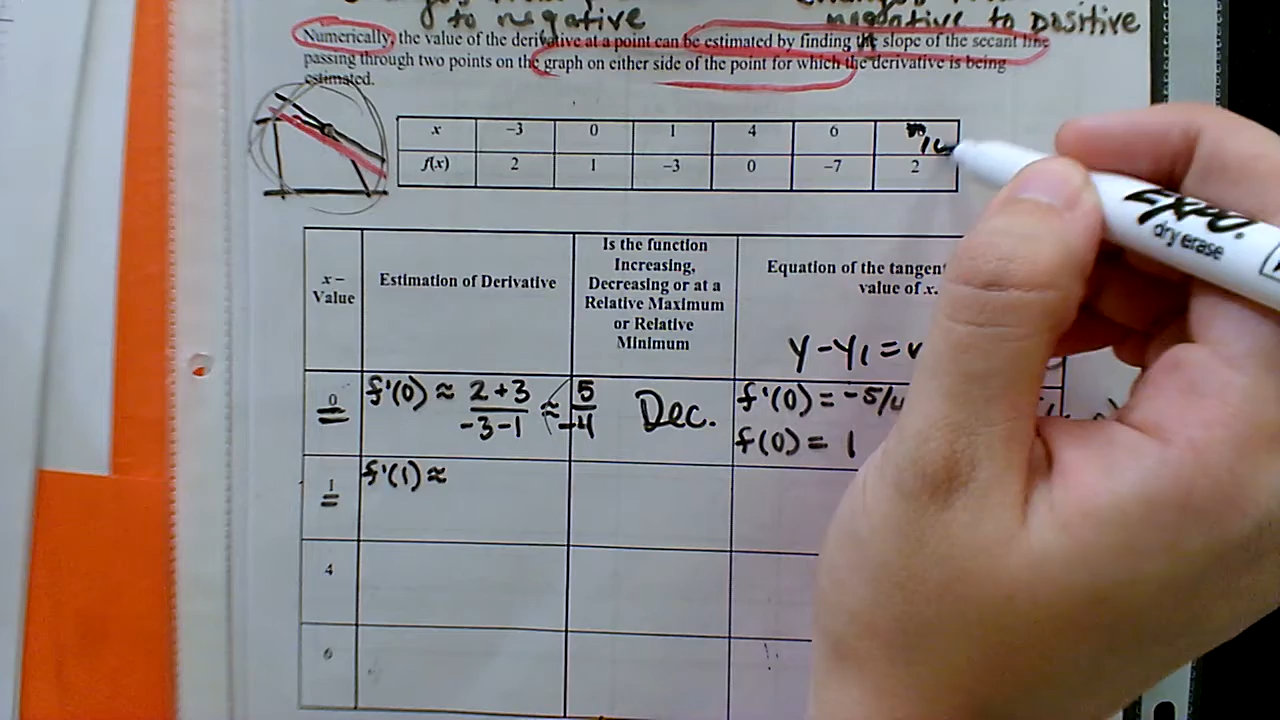 to negative
negative to positive
Numerically, the value of the derivative at a point can be estimated by finding the slope of the secant line
passing through two points on the graph on either side of the point for which the derivative is being
estimated.
x −3 0 1 4 6
f(x) 2 1 −3 0 −7 2
x – Value
Estimation of Derivative
Is the function
Increasing,
Decreasing or at a
Relative Maximum
or Relative
Minimum
Equation of the tangent
value of x.
y-y1=
0 f'(0) ≈ 2+3/-3-1 ≈ 5/-4 Dec. f'(0) = -5/4
f(0) = 1
1 f'(1) ≈
4
6
EXPO.
dry erase